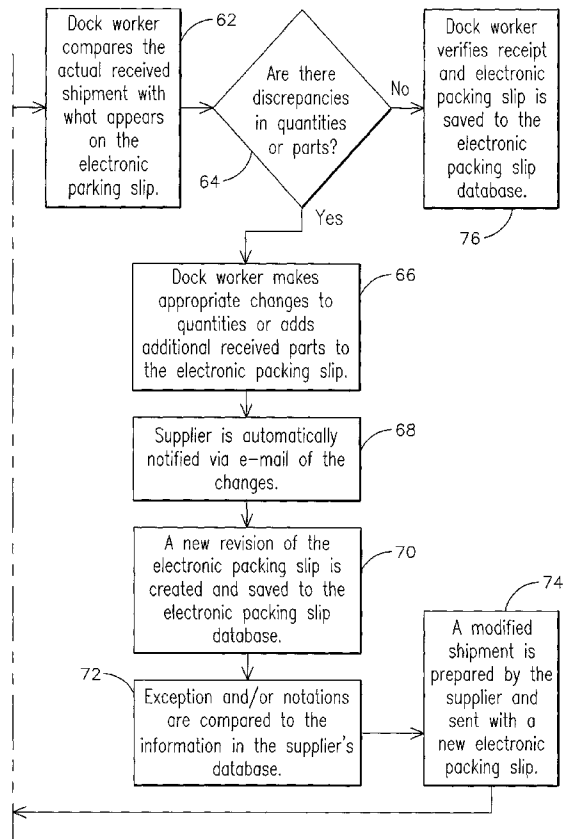 Dock worker
compares the
actual received
shipment with
what appears
on the
electronic
parking slip.
62
Are there
discrepancies
in quantities
or parts?
64
No
Yes
Dock worker
verifies receipt
and electronic
packing slip is
saved to the
electronic
packing slip
database.
76
Dock worker makes
appropriate changes to
quantities or adds
additional received parts to
the electronic packing slip.
66
Supplier is automatically
notified via e-mail of the
changes.
68
A new revision of the
electronic packing slip is
created and saved to the
electronic packing slip
database.
70
72
Exception and/or notations
are compared to the
information in the supplier's
database.
74
A modified
shipment is
prepared by the
supplier and
sent with a
new electronic
packing slip.